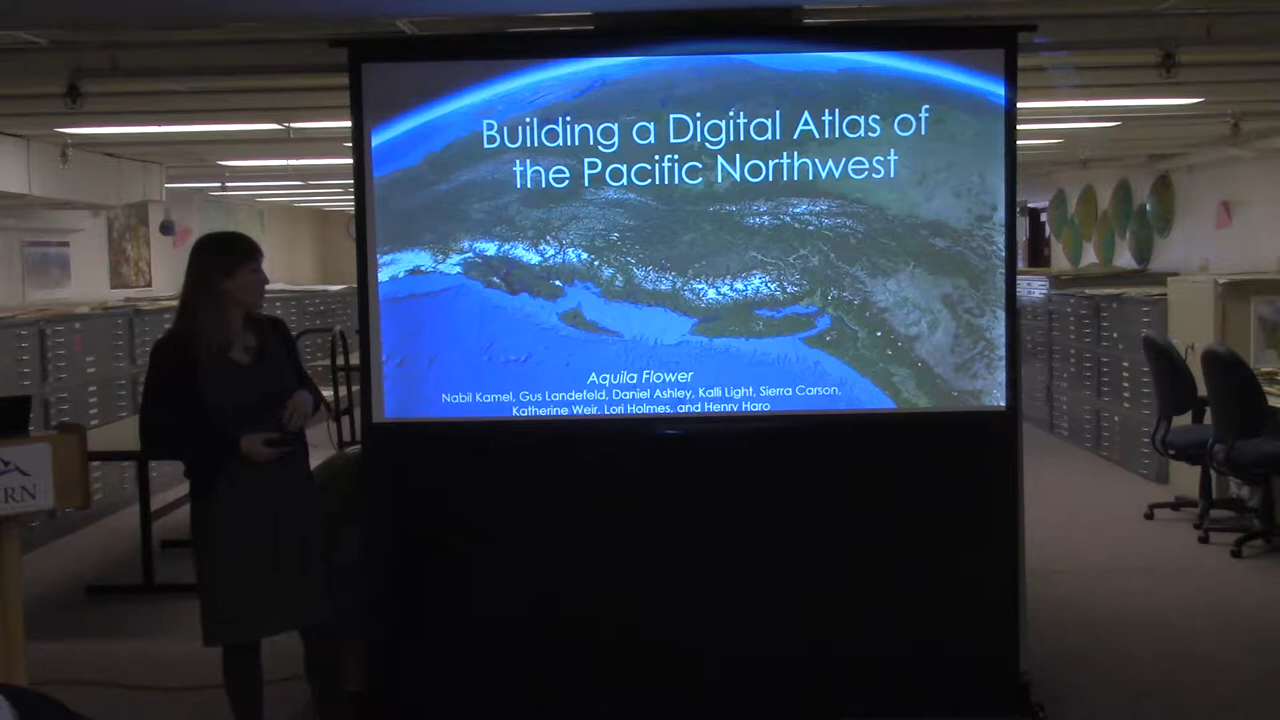 Building a Digital Atlas of
the Pacific Northwest
Aquila Flower
Nabil Kamel, Gus Landefeld, Daniel Ashley, Kalli Light, Sierra Carson,
Katherine Weir, Lori Holmes, and Henry Haro
ERN